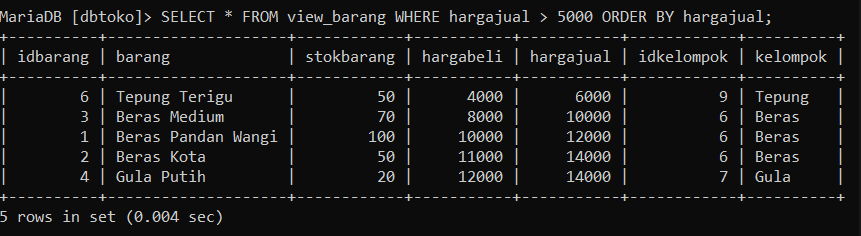 MariaDB [dbtoko]> SELECT * FROM view_barang WHERE hargajual > 5000 ORDER BY hargajual;
+----------+--------------------+------------+-----------+-----------+------------+----------+
| idbarang | barang             | stokbarang | hargabeli | hargajual | idkelompok | kelompok |
+----------+--------------------+------------+-----------+-----------+------------+----------+
|        6 | Tepung Terigu      |         50 |      4000 |      6000 |          9 | Tepung   |
|        3 | Beras Medium       |         70 |      8000 |     10000 |          6 | Beras    |
|        1 | Beras Pandan Wangi |        100 |     10000 |     12000 |          6 | Beras    |
|        2 | Beras Kota         |         50 |     11000 |     14000 |          6 | Beras    |
|        4 | Gula Putih         |         20 |     12000 |     14000 |          7 | Gula     |
+----------+--------------------+------------+-----------+-----------+------------+----------+
5 rows in set (0.004 sec)